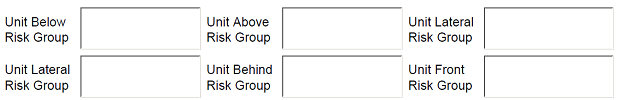 Unit Below
Risk Group
Unit Above
Risk Group
Unit Lateral
Risk Group
Unit Lateral
Risk Group
Unit Behind
Risk Group
Unit Front
Risk Group